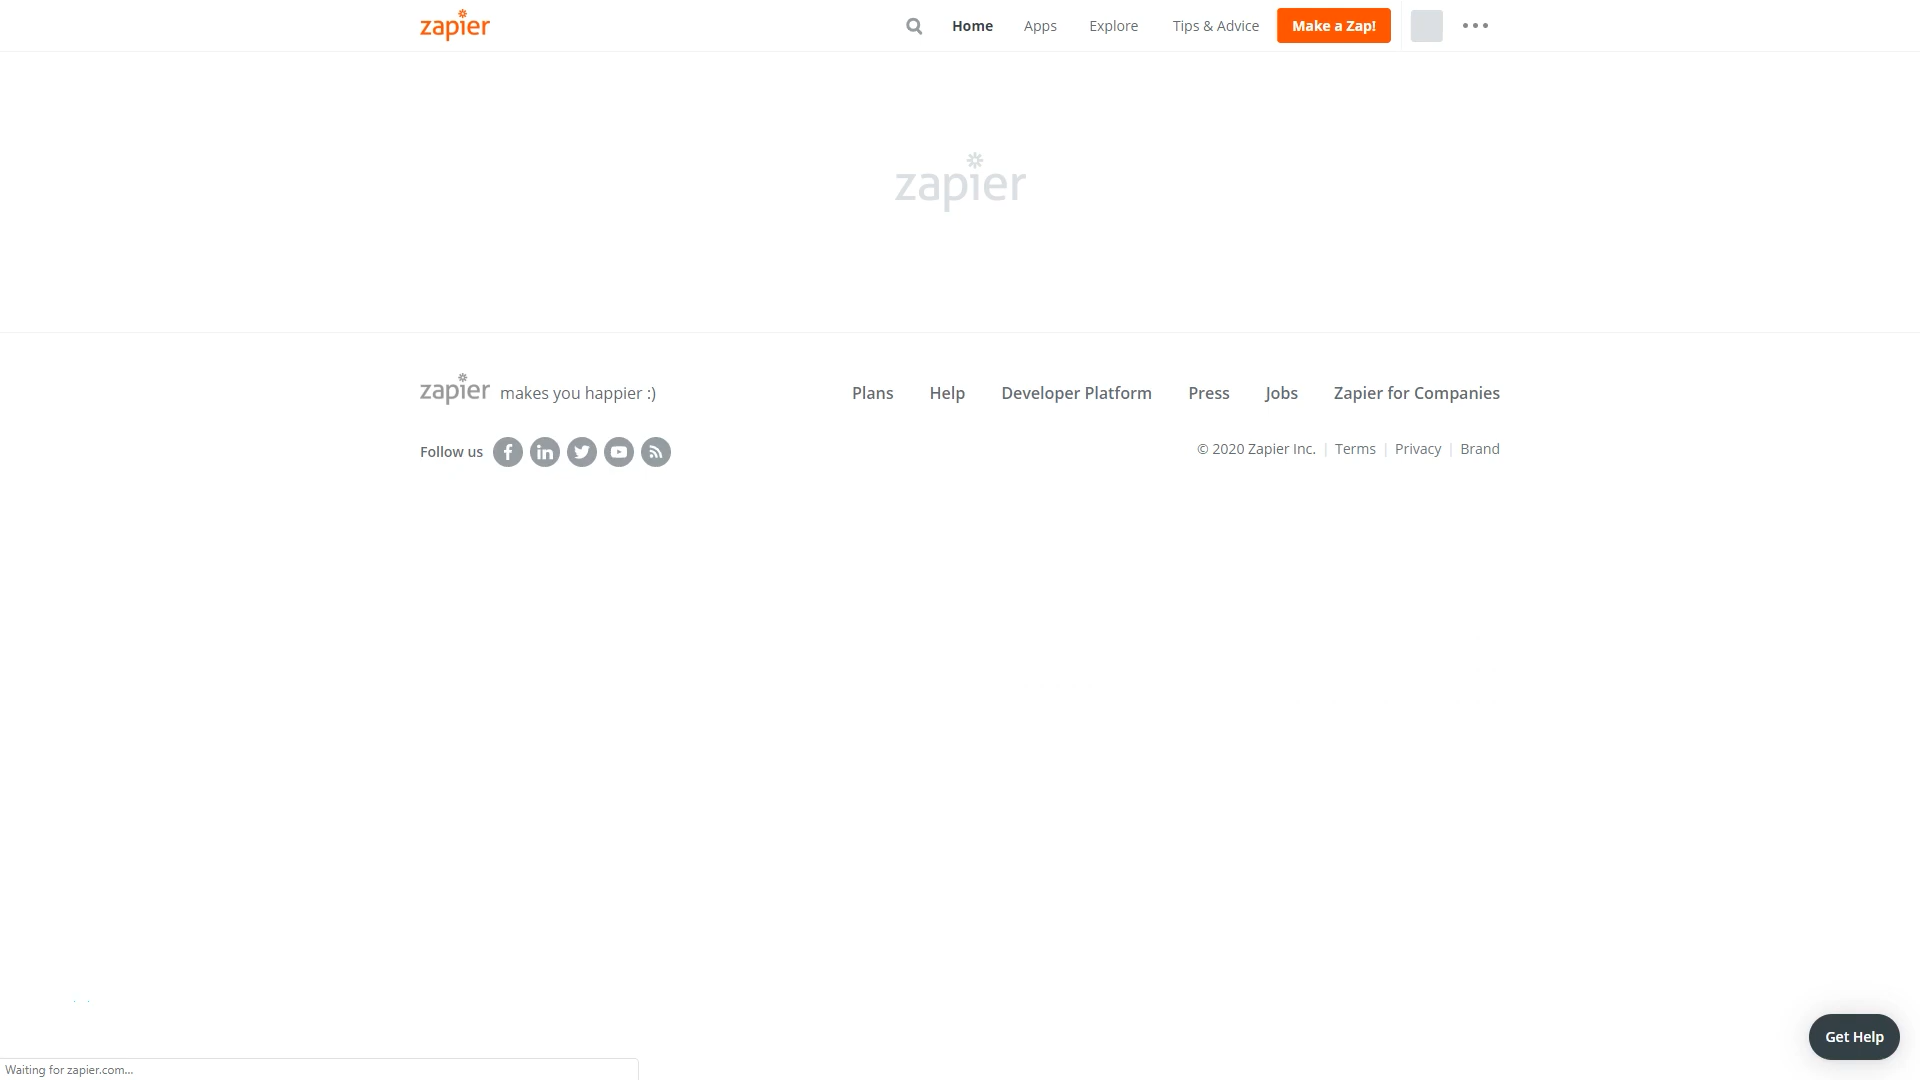 zapier
Home
Apps
Explore
Tips & Advice
Make a Zap!
zapier
zapier makes you happier :)
Plans
Help
Developer Platform
Press
Jobs
Zapier for Companies
Follow us
© 2020 Zapier Inc. | Terms | Privacy | Brand
Get Help
Waiting for zapier.com...